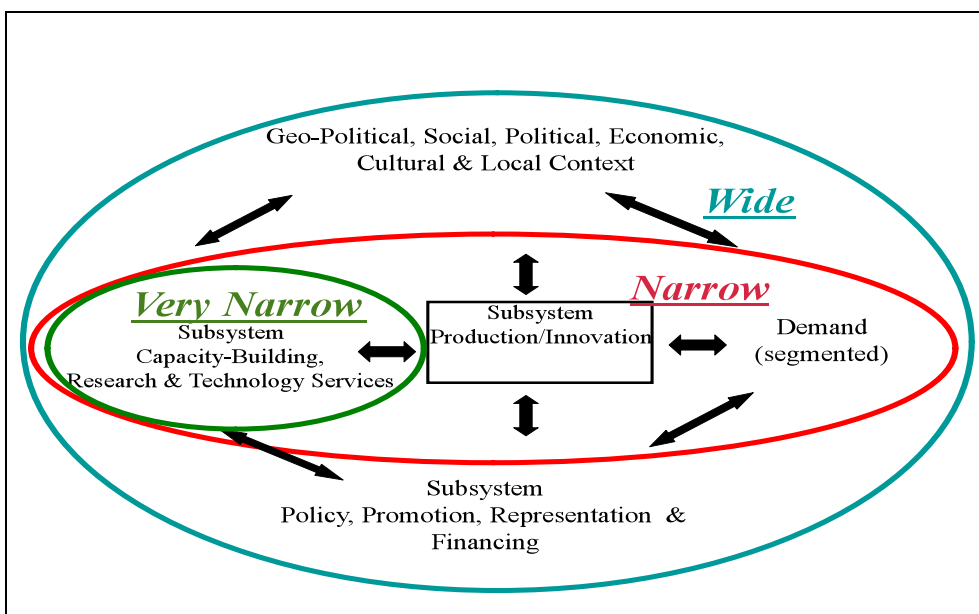 Geo-Political, Social, Political, Economic,
Cultural & Local Context
Wide
Very Narrow
Subsystem
Capacity-Building,
Research & Technology Services
Subsystem
Production/Innovation
Narrow
Demand
(segmented)
Subsystem
Policy, Promotion, Representation &
Financing